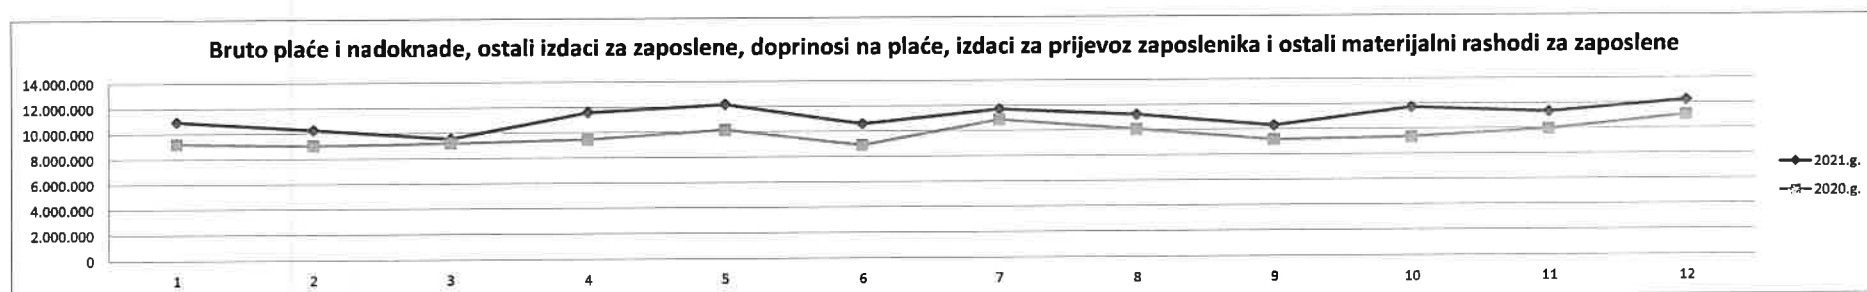 Bruto plaće i nadoknade, ostali izdaci za zaposlene, doprinosi na plaće, izdaci za prijevoz zaposlenika i ostali materijalni rashodi za zaposlene
14.000.000
12.000.000
10.000.000
8.000.000
6.000.000
4.000.000
2.000.000
0
1 2 3 4 5 6 7 8 9 10 11 12
2021.g.
2020.g.